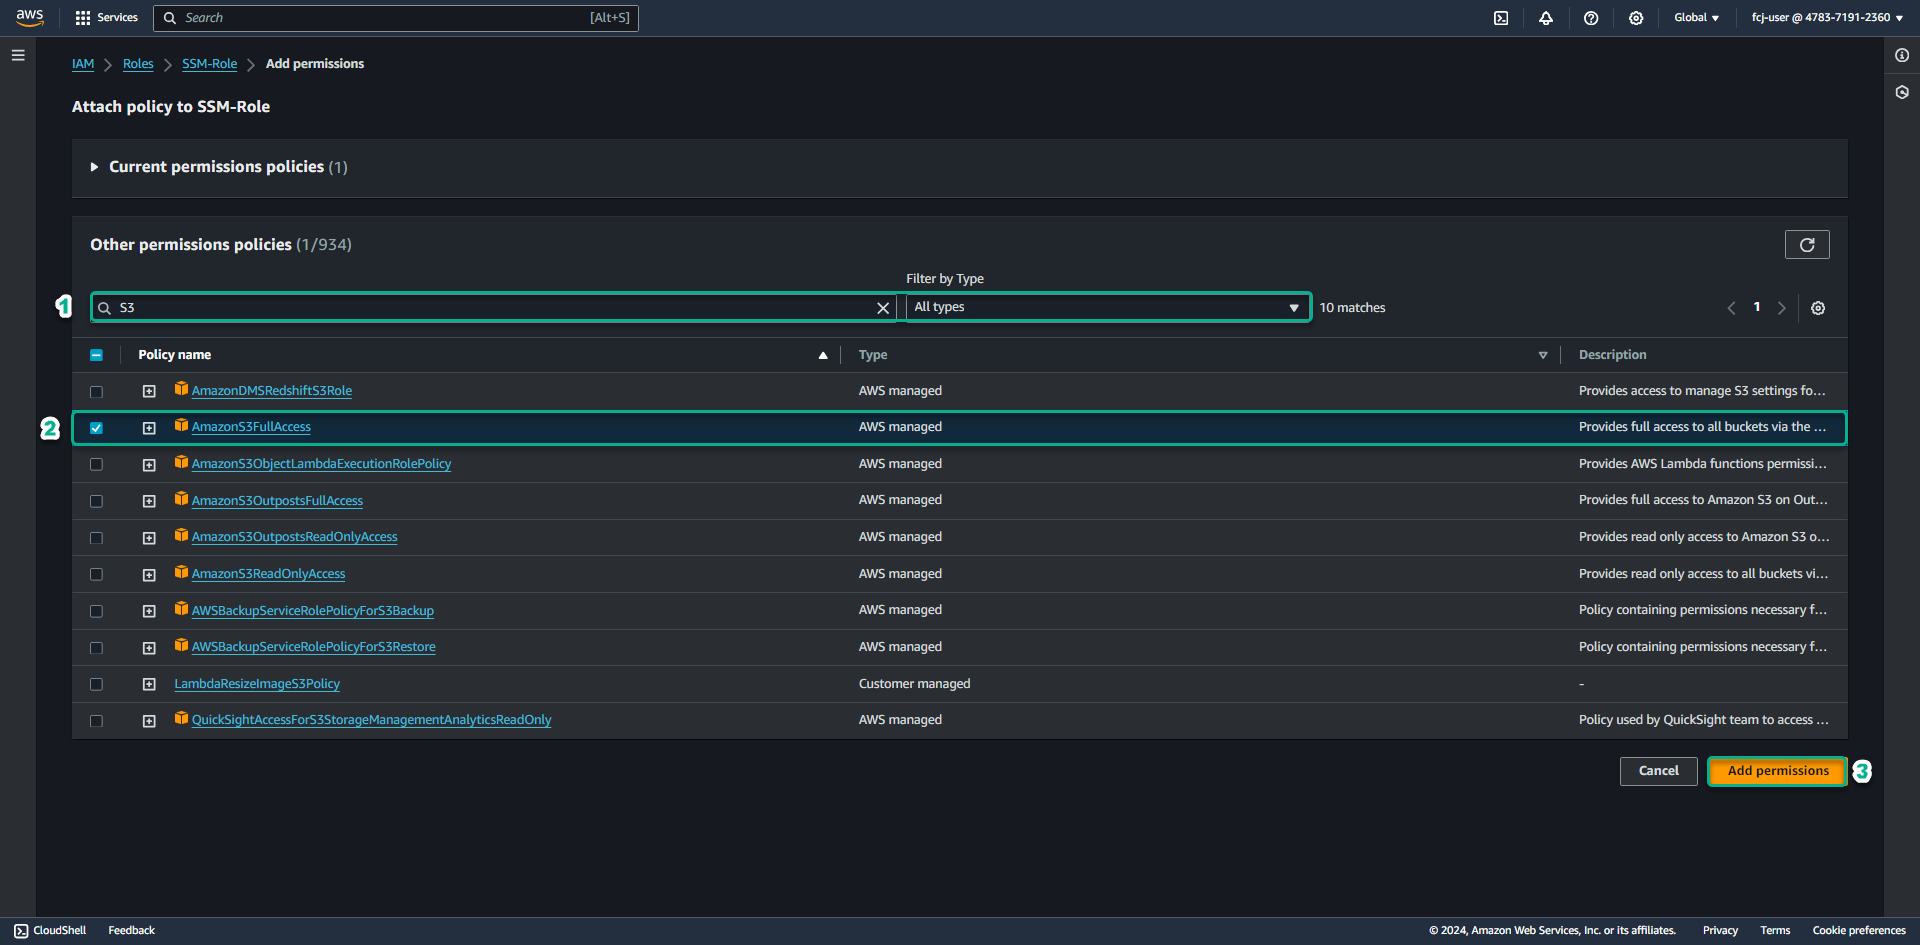 aws Services Search [Alt+S] Global fcj-user @ 4783-7191-2360
IAM Roles SSM-Role Add permissions
Attach policy to SSM-Role
Current permissions policies (1)
Other permissions policies (1/934)
Filter by Type
1 S3 All types 10 matches 1
Policy name Type Description
AmazonDMSRedshiftS3Role AWS managed Provides access to manage S3 settings fo...
2 AmazonS3FullAccess AWS managed Provides full access to all buckets via the ...
AmazonS3ObjectLambdaExecutionRolePolicy AWS managed Provides AWS Lambda functions permissi...
AmazonS3OutpostsFullAccess AWS managed Provides full access to Amazon S3 on Out...
AmazonS3OutpostsReadOnlyAccess AWS managed Provides read only access to Amazon S3 o...
AmazonS3ReadOnlyAccess AWS managed Provides read only access to all buckets vi...
AWSBackupServiceRolePolicyForS3Backup AWS managed Policy containing permissions necessary f...
AWSBackupServiceRolePolicyForS3Restore AWS managed Policy containing permissions necessary f...
LambdaResizeImageS3Policy Customer managed -
QuickSightAccessForS3StorageManagementAnalyticsReadOnly AWS managed Policy used by QuickSight team to access ...
Cancel Add permissions 3
CloudShell Feedback © 2024, Amazon Web Services, Inc. or its affiliates. Privacy Terms Cookie preferences